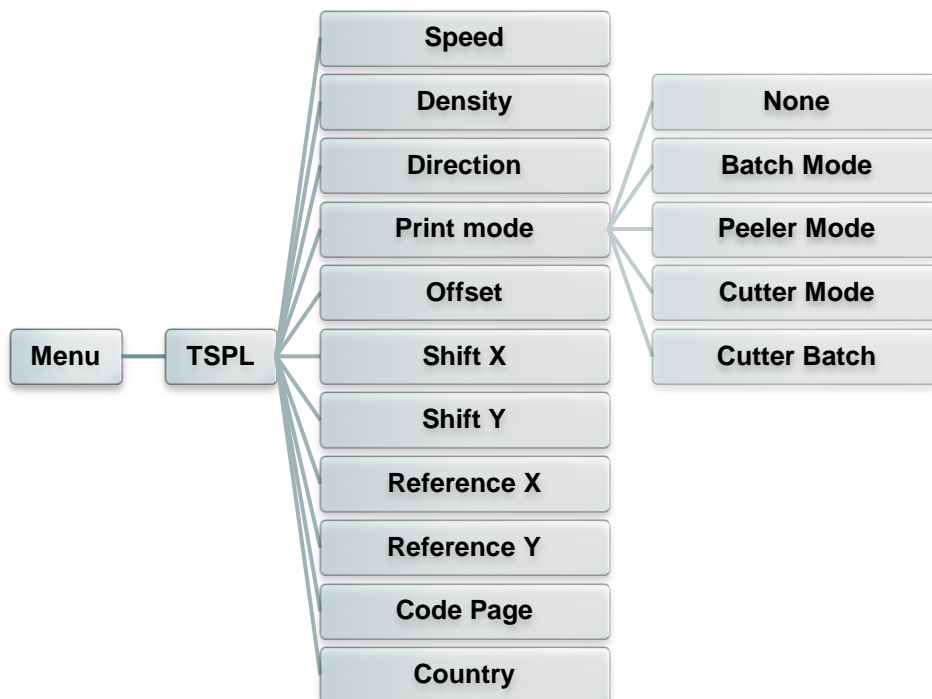 Menu
TSPL
Speed
Density
Direction
Print mode
Offset
Shift X
Shift Y
Reference X
Reference Y
Code Page
Country
None
Batch Mode
Peeler Mode
Cutter Mode
Cutter Batch